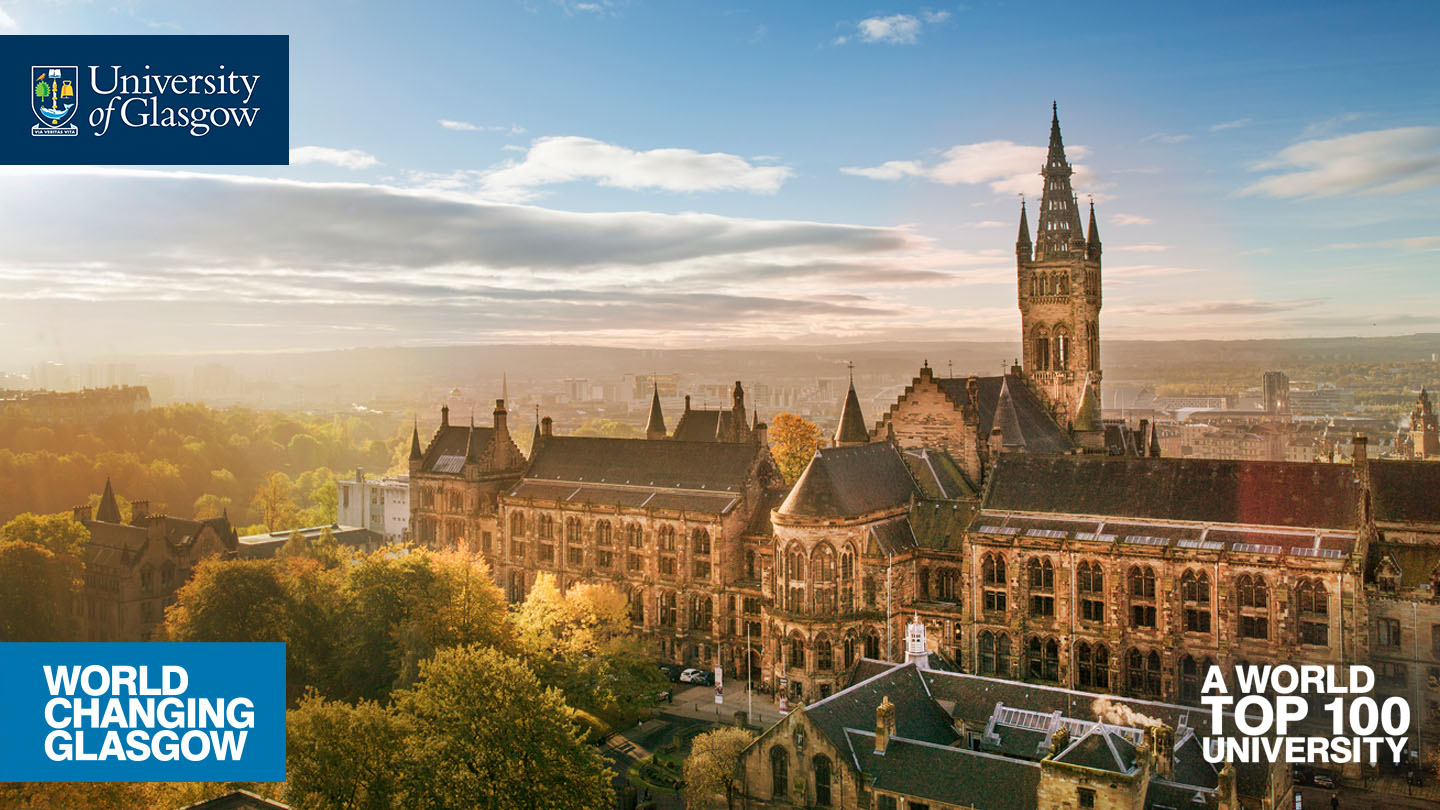 University
of Glasgow
VIA VERITAS VITA
WORLD
CHANGING
GLASGOW
A WORLD
TOP 100
UNIVERSITY